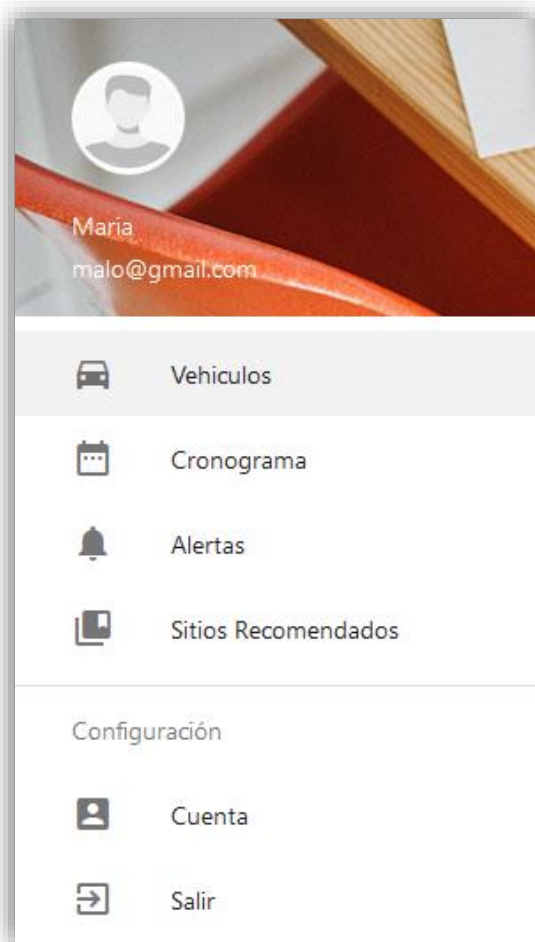 Maria
malo@gmail.com
Vehiculos
Cronograma
Alertas
Sitios Recomendados
Configuración
Cuenta
Salir